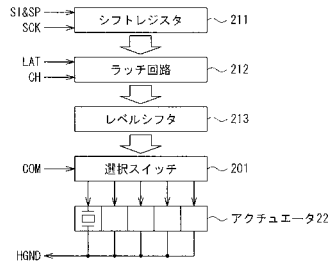 SI&SP
SCK
シフトレジスタ
211
LAT
CH
ラッチ回路
212
レベルシフタ
213
COM
選択スイッチ
201
アクチュエータ22
HGND